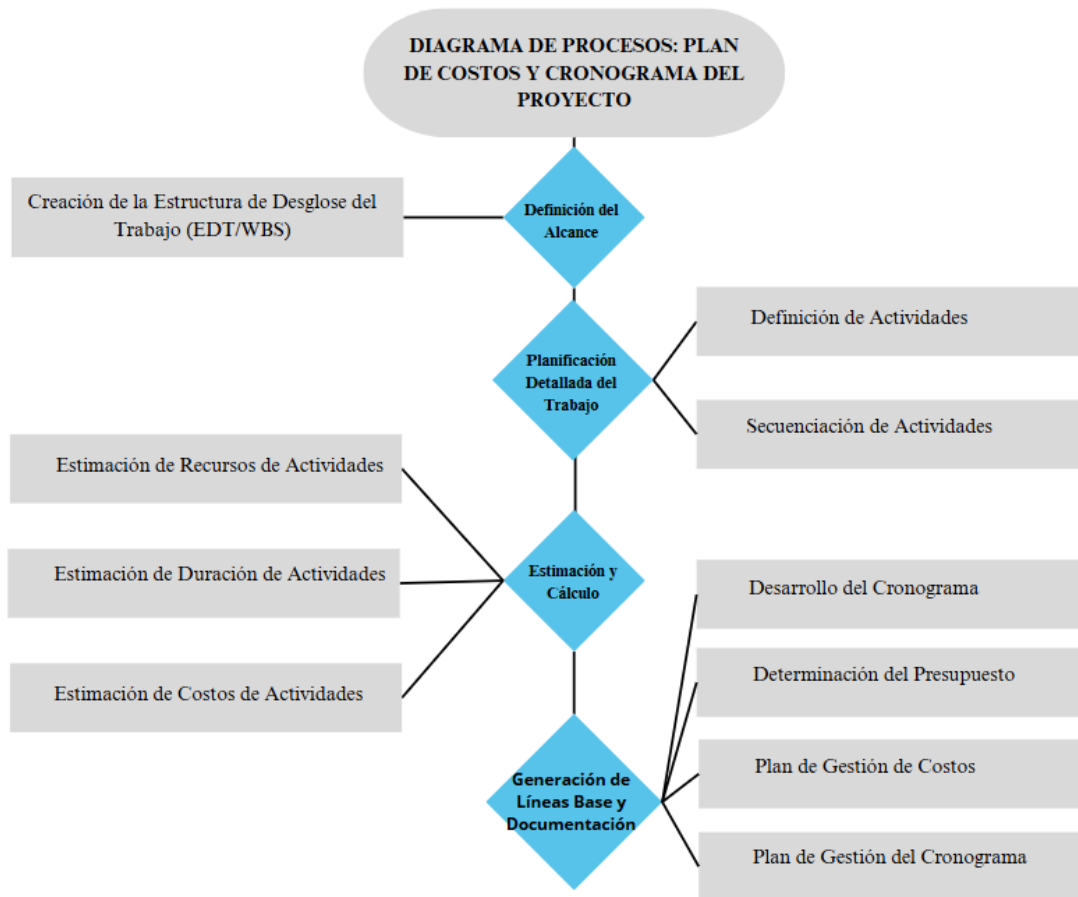 DIAGRAMA DE PROCESOS: PLAN
DE COSTOS Y CRONOGRAMA DEL
PROYECTO
Creación de la Estructura de Desglose del
Trabajo (EDT/WBS)
Definición del
Alcance
Planificación
Detallada del
Trabajo
Definición de Actividades
Secuenciación de Actividades
Estimación de Recursos de Actividades
Estimación de Duración de Actividades
Estimación de Costos de Actividades
Estimación y
Cálculo
Desarrollo del Cronograma
Determinación del Presupuesto
Plan de Gestión de Costos
Plan de Gestión del Cronograma
Generación de
Líneas Base y
Documentación